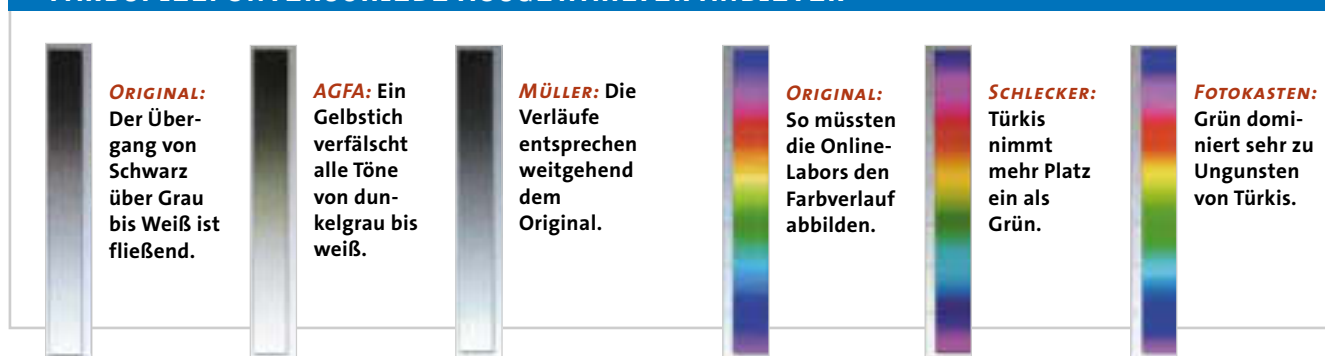 ORIGINAL:
Der Über-
gang von
Schwarz
über Grau
bis Weiß ist
fließend.
AGFA: Ein
Gelbstich
verfälscht
alle Töne
von dun-
kelgrau bis
weiß.
MÜLLER: Die
Verläufe
entsprechen
weitgehend
dem
Original.
ORIGINAL:
So müssten
die Online-
Labors den
Farbverlauf
abbilden.
SCHLECKER:
Türkis
nimmt
mehr Platz
ein als
Grün.
FOTOKASTEN:
Grün domi-
niert sehr zu
Ungunsten
von Türkis.